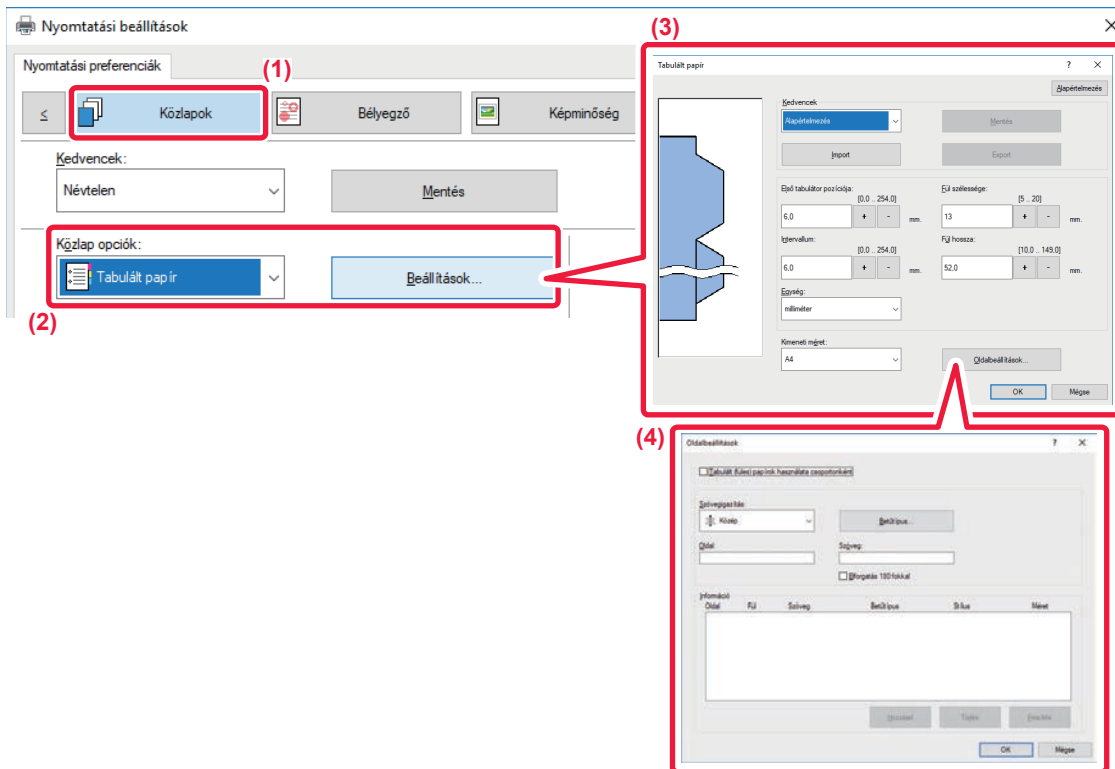 Nyomtatási beállítások
Nyomtatási preferenciák
(1)
≤
Közlapok
Bélyegző
Képminőség
Kedvencek:
Névtelen
Mentés
Közlap opciók:
Tabulált papír
Beállítások...
(2)
(3)
Tabulált papír
Alapértelmezés
Kedvencek
Alapértelmezés
Mentés
Import
Export
Első tabulátor pozíciója:
[0,0 .. 254,0]
6,0
+ -
mm.
Fül szélessége:
[5 .. 20]
13
+ -
mm.
Intervallum:
[0,0 .. 254,0]
6,0
+ -
mm.
Fül hossza:
[10,0 .. 149,0]
52,0
+ -
mm.
Egység:
milliméter
Kimeneti méret:
A4
Oldalbeállítások...
OK
Mégse
(4)
Oldalbeállítások
Tabulált (füles) papírok használata csoportonként
Szövegigazítás:
Közép
Betűtípus...
Oldal:
Szöveg:
Elforgatás 180 fokkal
Információ
Oldal Fül Szöveg Betűtípus Stílus Méret
Hozzáad
Törlés
OK
Mégse